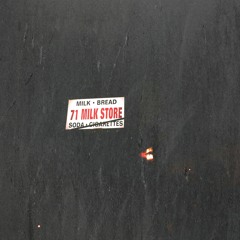 MILK • BREAD
71 MILK STORE
SODA • CIGARETTES